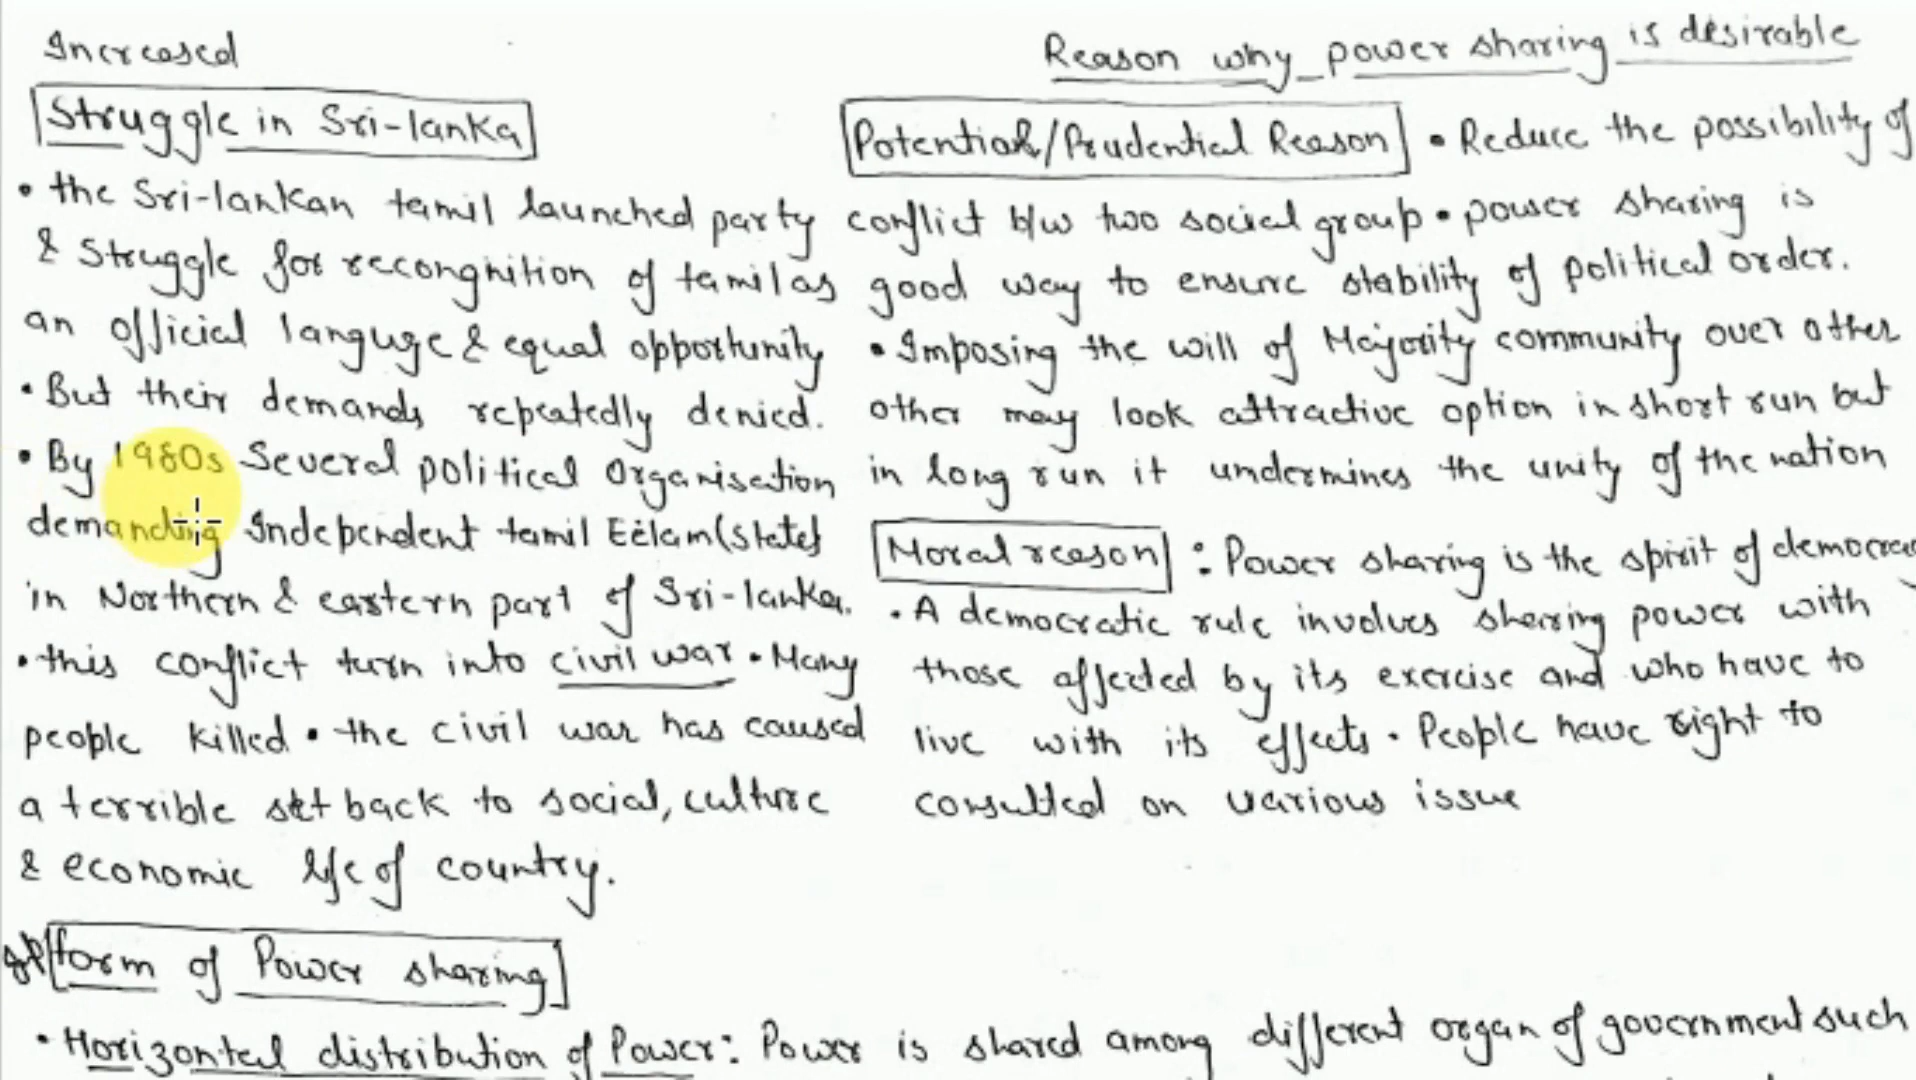 Increased
Struggle in Sri-lanka
• the Sri-lankan tamil launched party
& Struggle for recongnition of tamil as
an official languge & equal opportunity
• But their demands repeatedly denied.
• By 1980s Several political Organisation
demanding Independent tamil Eelam (state)
in Northern & eastern part of Sri-lanka.
• this conflict turn into civil war • Many
people killed • the civil war has caused
a terrible set back to social, culture
& economic life of country.
Reason why power sharing is desirable
Potential/Prudential Reason • Reduce the possibility of
conflict b/w two social group • power sharing is
good way to ensure stability of political order.
• Imposing the will of Majority community over other
other may look attractive option in short run but
in long run it undermines the unity of the nation
Moral reason : Power sharing is the spirit of democracy
• A democratic rule involves sharing power with
those affected by its exercise and who have to
live with its effects • People have right to
consulted on various issue
form of Power sharing
• Horizontal distribution of Power: Power is shared among different organ of government such